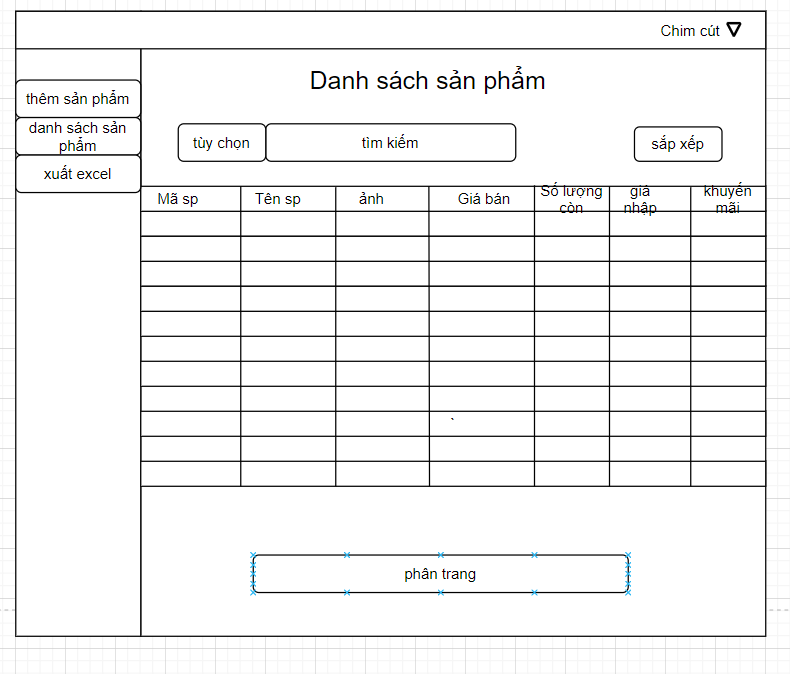 Chim cút
Danh sách sản phẩm
thêm sản phẩm
danh sách sản
phẩm
xuất excel
tùy chọn
tìm kiếm
sắp xếp
Mã sp
Tên sp
ảnh
Giá bán
Số lượng
còn
giá
nhập
khuyến
mãi
`
phân trang